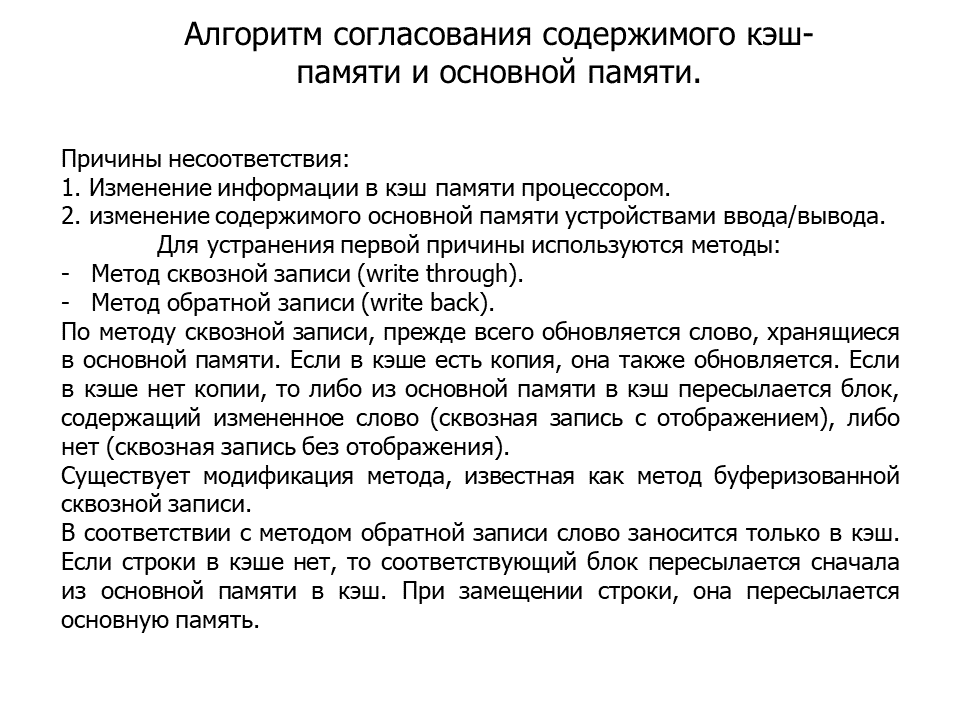 Алгоритм согласования содержимого кэш-
памяти и основной памяти.
Причины несоответствия:
1. Изменение информации в кэш памяти процессором.
2. изменение содержимого основной памяти устройствами ввода/вывода.
Для устранения первой причины используются методы:
- Метод сквозной записи (write through).
- Метод обратной записи (write back).
По методу сквозной записи, прежде всего обновляется слово, хранящиеся
в основной памяти. Если в кэше есть копия, она также обновляется. Если
в кэше нет копии, то либо из основной памяти в кэш пересылается блок,
содержащий измененное слово (сквозная запись с отображением), либо
нет (сквозная запись без отображения).
Существует модификация метода, известная как метод буферизованной
сквозной записи.
В соответствии с методом обратной записи слово заносится только в кэш.
Если строки в кэше нет, то соответствующий блок пересылается сначала
из основной памяти в кэш. При замещении строки, она пересылается
основную память.